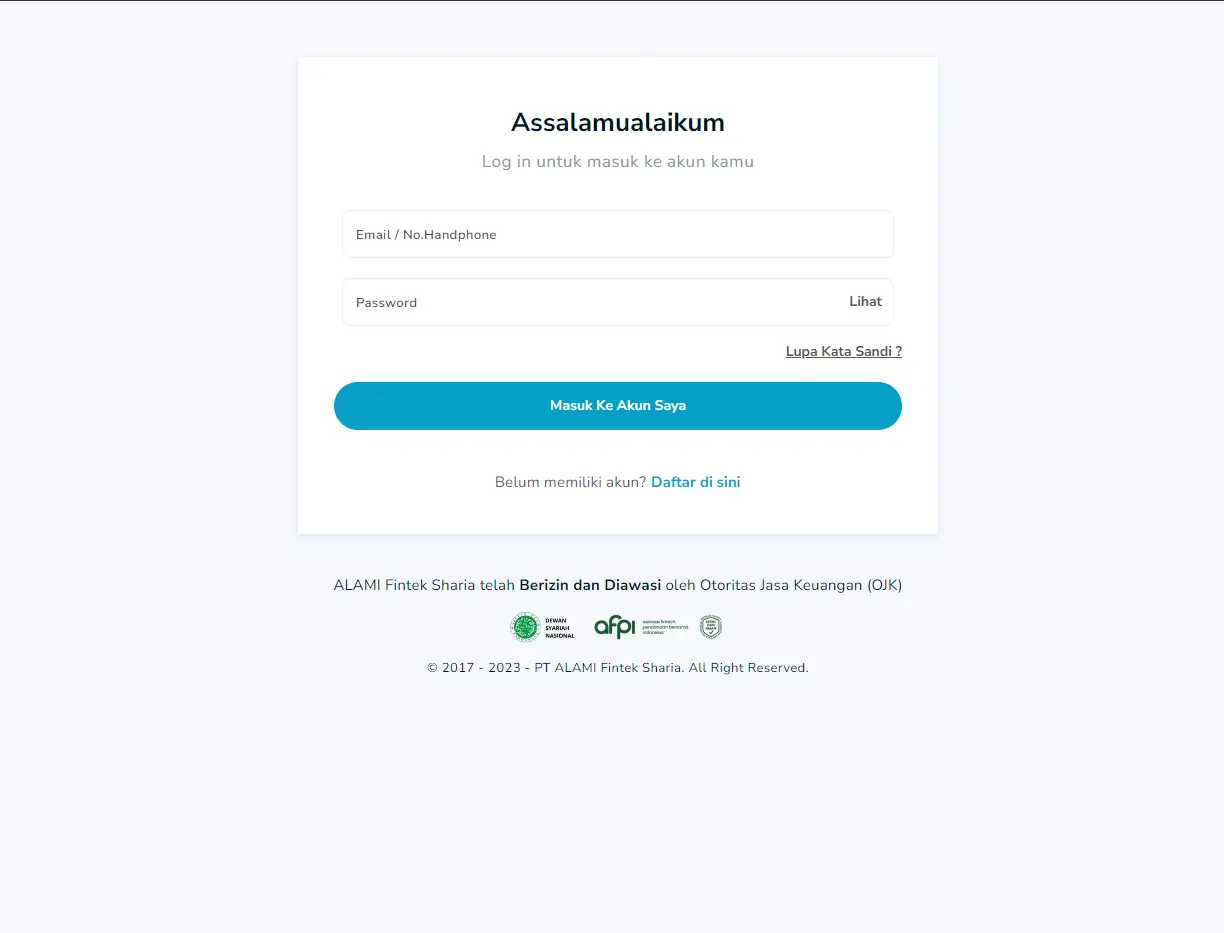 Assalamualaikum
Log in untuk masuk ke akun kamu
Email / No.Handphone
Password
Lihat
Lupa Kata Sandi ?
Masuk Ke Akun Saya
Belum memiliki akun? Daftar di sini
ALAMI Fintek Sharia telah Berizin dan Diawasi oleh Otoritas Jasa Keuangan (OJK)
DEWAN
SYARIAH
NASIONAL
afpi
asosiasi fintech
pendanaan bersama
indonesia
© 2017 - 2023 - PT ALAMI Fintek Sharia. All Right Reserved.